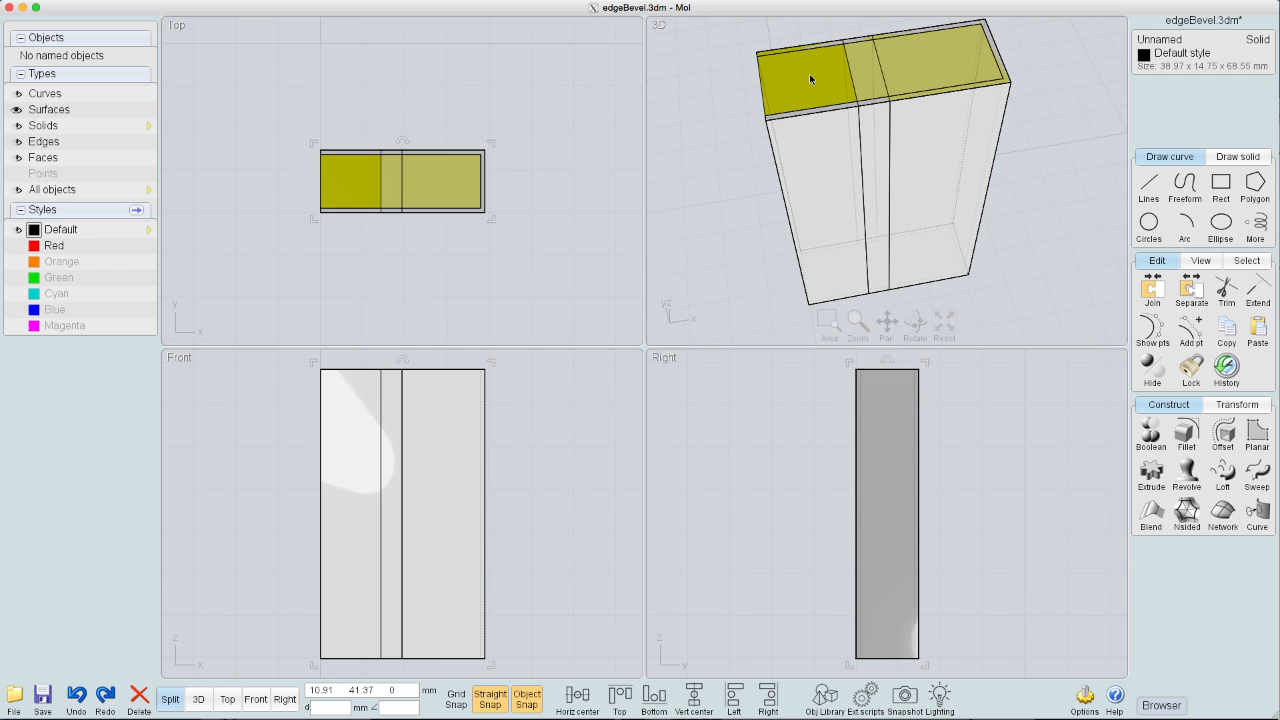 edgeBevel.3dm - MoI
Objects
No named objects
Types
Curves
Surfaces
Solids
Edges
Faces
Points
All objects
Styles
Default
Red
Orange
Green
Cyan
Blue
Magenta
Top
y
x
3D
yz
x
Area Zoom Pan Rotate Reset
Front
z
x
Right
z
y
edgeBevel.3dm*
Unnamed Solid
Default style
Size: 38.97 x 14.75 x 68.55 mm
Draw curve Draw solid
Lines Freeform Rect Polygon
Circles Arc Ellipse More
Edit View Select
Join Separate Trim Extend
Show pts Add pt Copy Paste
Hide Lock History
Construct Transform
Boolean Fillet Offset Planar
Extrude Revolve Loft Sweep
Blend Nsided Network Curve
File Save Undo Redo Delete
Split 3D Top Front Right
10.91 41.37 0 mm
d mm
Grid Snap
Straight Snap
Object Snap
Horiz center Top Bottom Vert center Left Right
Obj Library Ext scripts Snapshot Lighting
Options Help
Browser